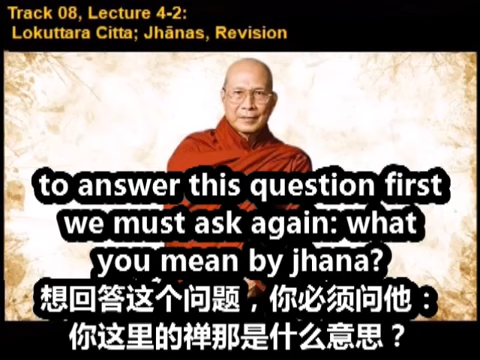 Track 08, Lecture 4-2:
Lokuttara Citta; Jhānas, Revision
to answer this question first
we must ask again: what
you mean by jhana?
想回答这个问题，你必须问他：
你这里的禅那是什么意思？